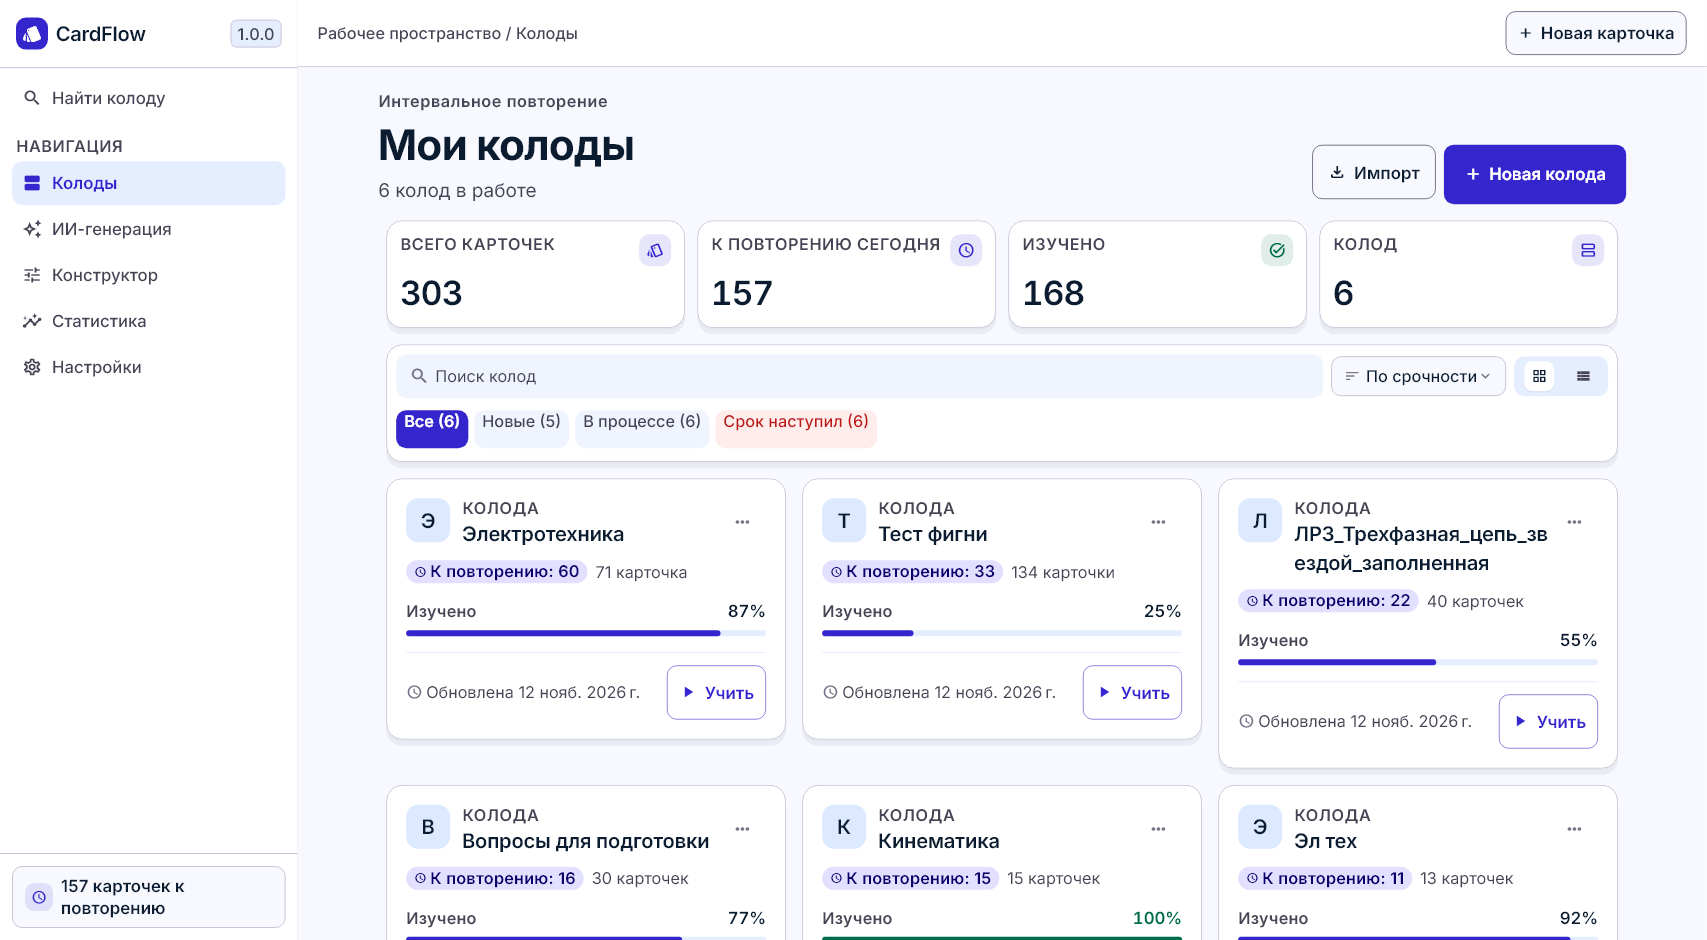 CardFlow
1.0.0
Найти колоду
НАВИГАЦИЯ
Колоды
ИИ-генерация
Конструктор
Статистика
Настройки
157 карточек к
повторению
Рабочее пространство / Колоды
+ Новая карточка
Интервальное повторение
Мои колоды
6 колод в работе
Импорт
+ Новая колода
ВСЕГО КАРТОЧЕК
303
К ПОВТОРЕНИЮ СЕГОДНЯ
157
ИЗУЧЕНО
168
КОЛОД
6
Поиск колод
По срочности
Все (6)
Новые (5)
В процессе (6)
Срок наступил (6)
Э
КОЛОДА
Электротехника
К повторению: 60
71 карточка
Изучено
87%
Обновлена 12 нояб. 2026 г.
Учить
Т
КОЛОДА
Тест фигни
К повторению: 33
134 карточки
Изучено
25%
Обновлена 12 нояб. 2026 г.
Учить
Л
КОЛОДА
ЛР3_Трехфазная_цепь_зв
ездой_заполненная
К повторению: 22
40 карточек
Изучено
55%
Обновлена 12 нояб. 2026 г.
Учить
В
КОЛОДА
Вопросы для подготовки
К повторению: 16
30 карточек
Изучено
77%
К
КОЛОДА
Кинематика
К повторению: 15
15 карточек
Изучено
100%
Э
КОЛОДА
Эл тех
К повторению: 11
13 карточек
Изучено
92%